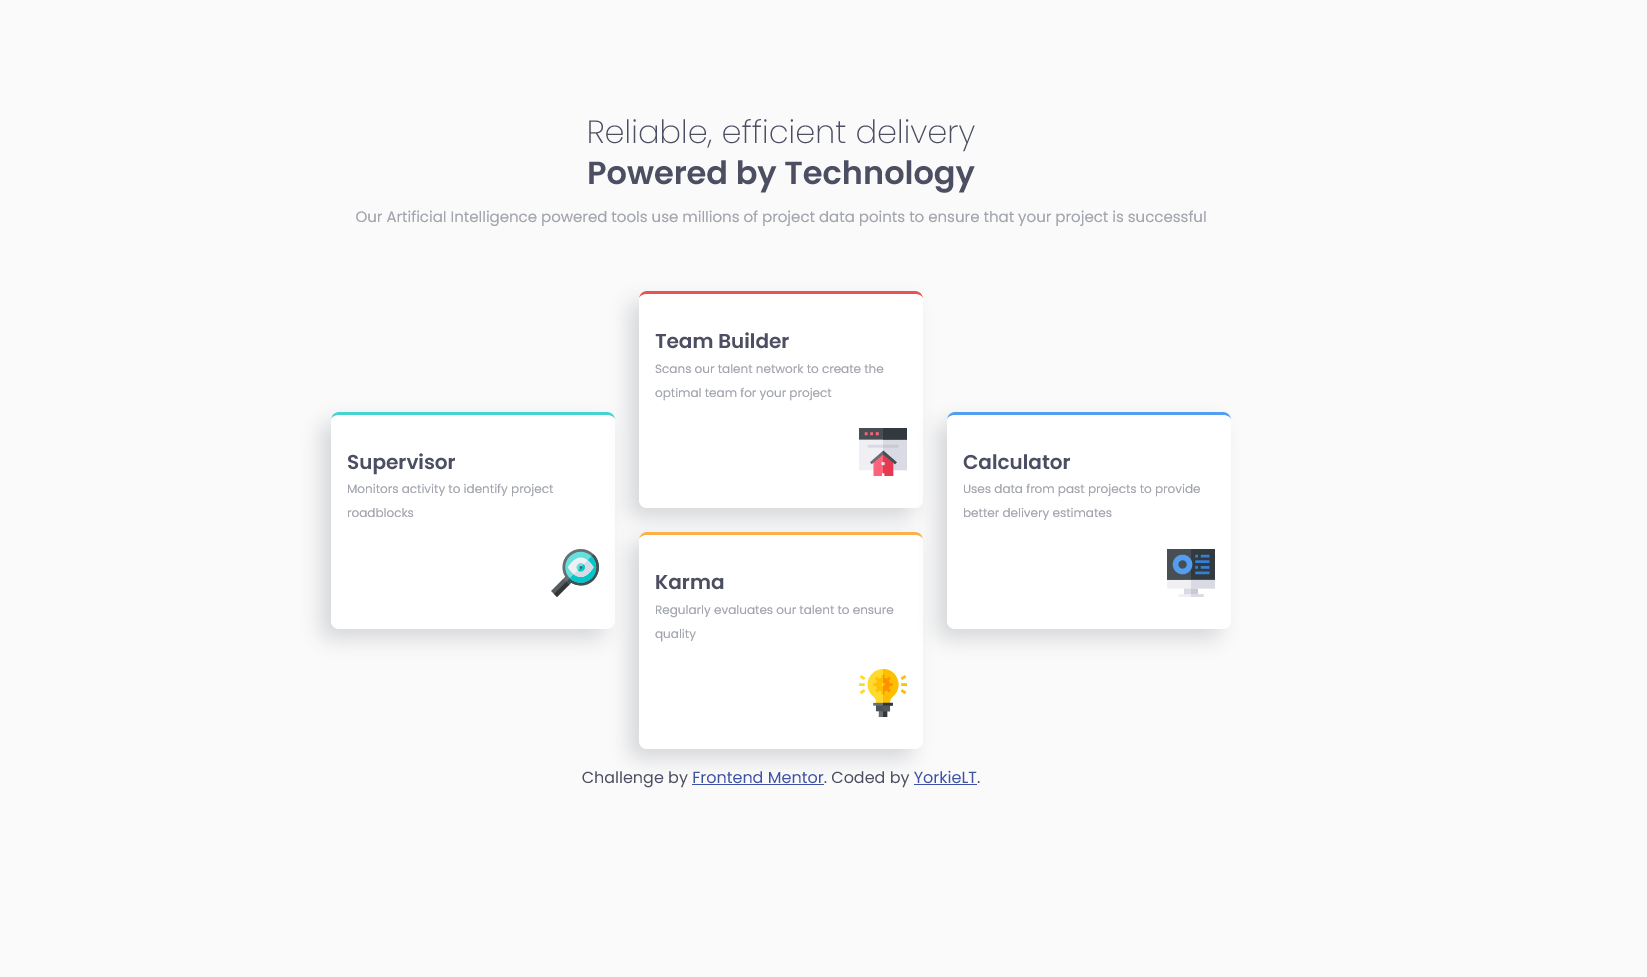 Reliable, efficient delivery
Powered by Technology
Our Artificial Intelligence powered tools use millions of project data points to ensure that your project is successful
Supervisor
Monitors activity to identify project
roadblocks
Team Builder
Scans our talent network to create the
optimal team for your project
Karma
Regularly evaluates our talent to ensure
quality
Calculator
Uses data from past projects to provide
better delivery estimates
Challenge by Frontend Mentor. Coded by YorkieLT.